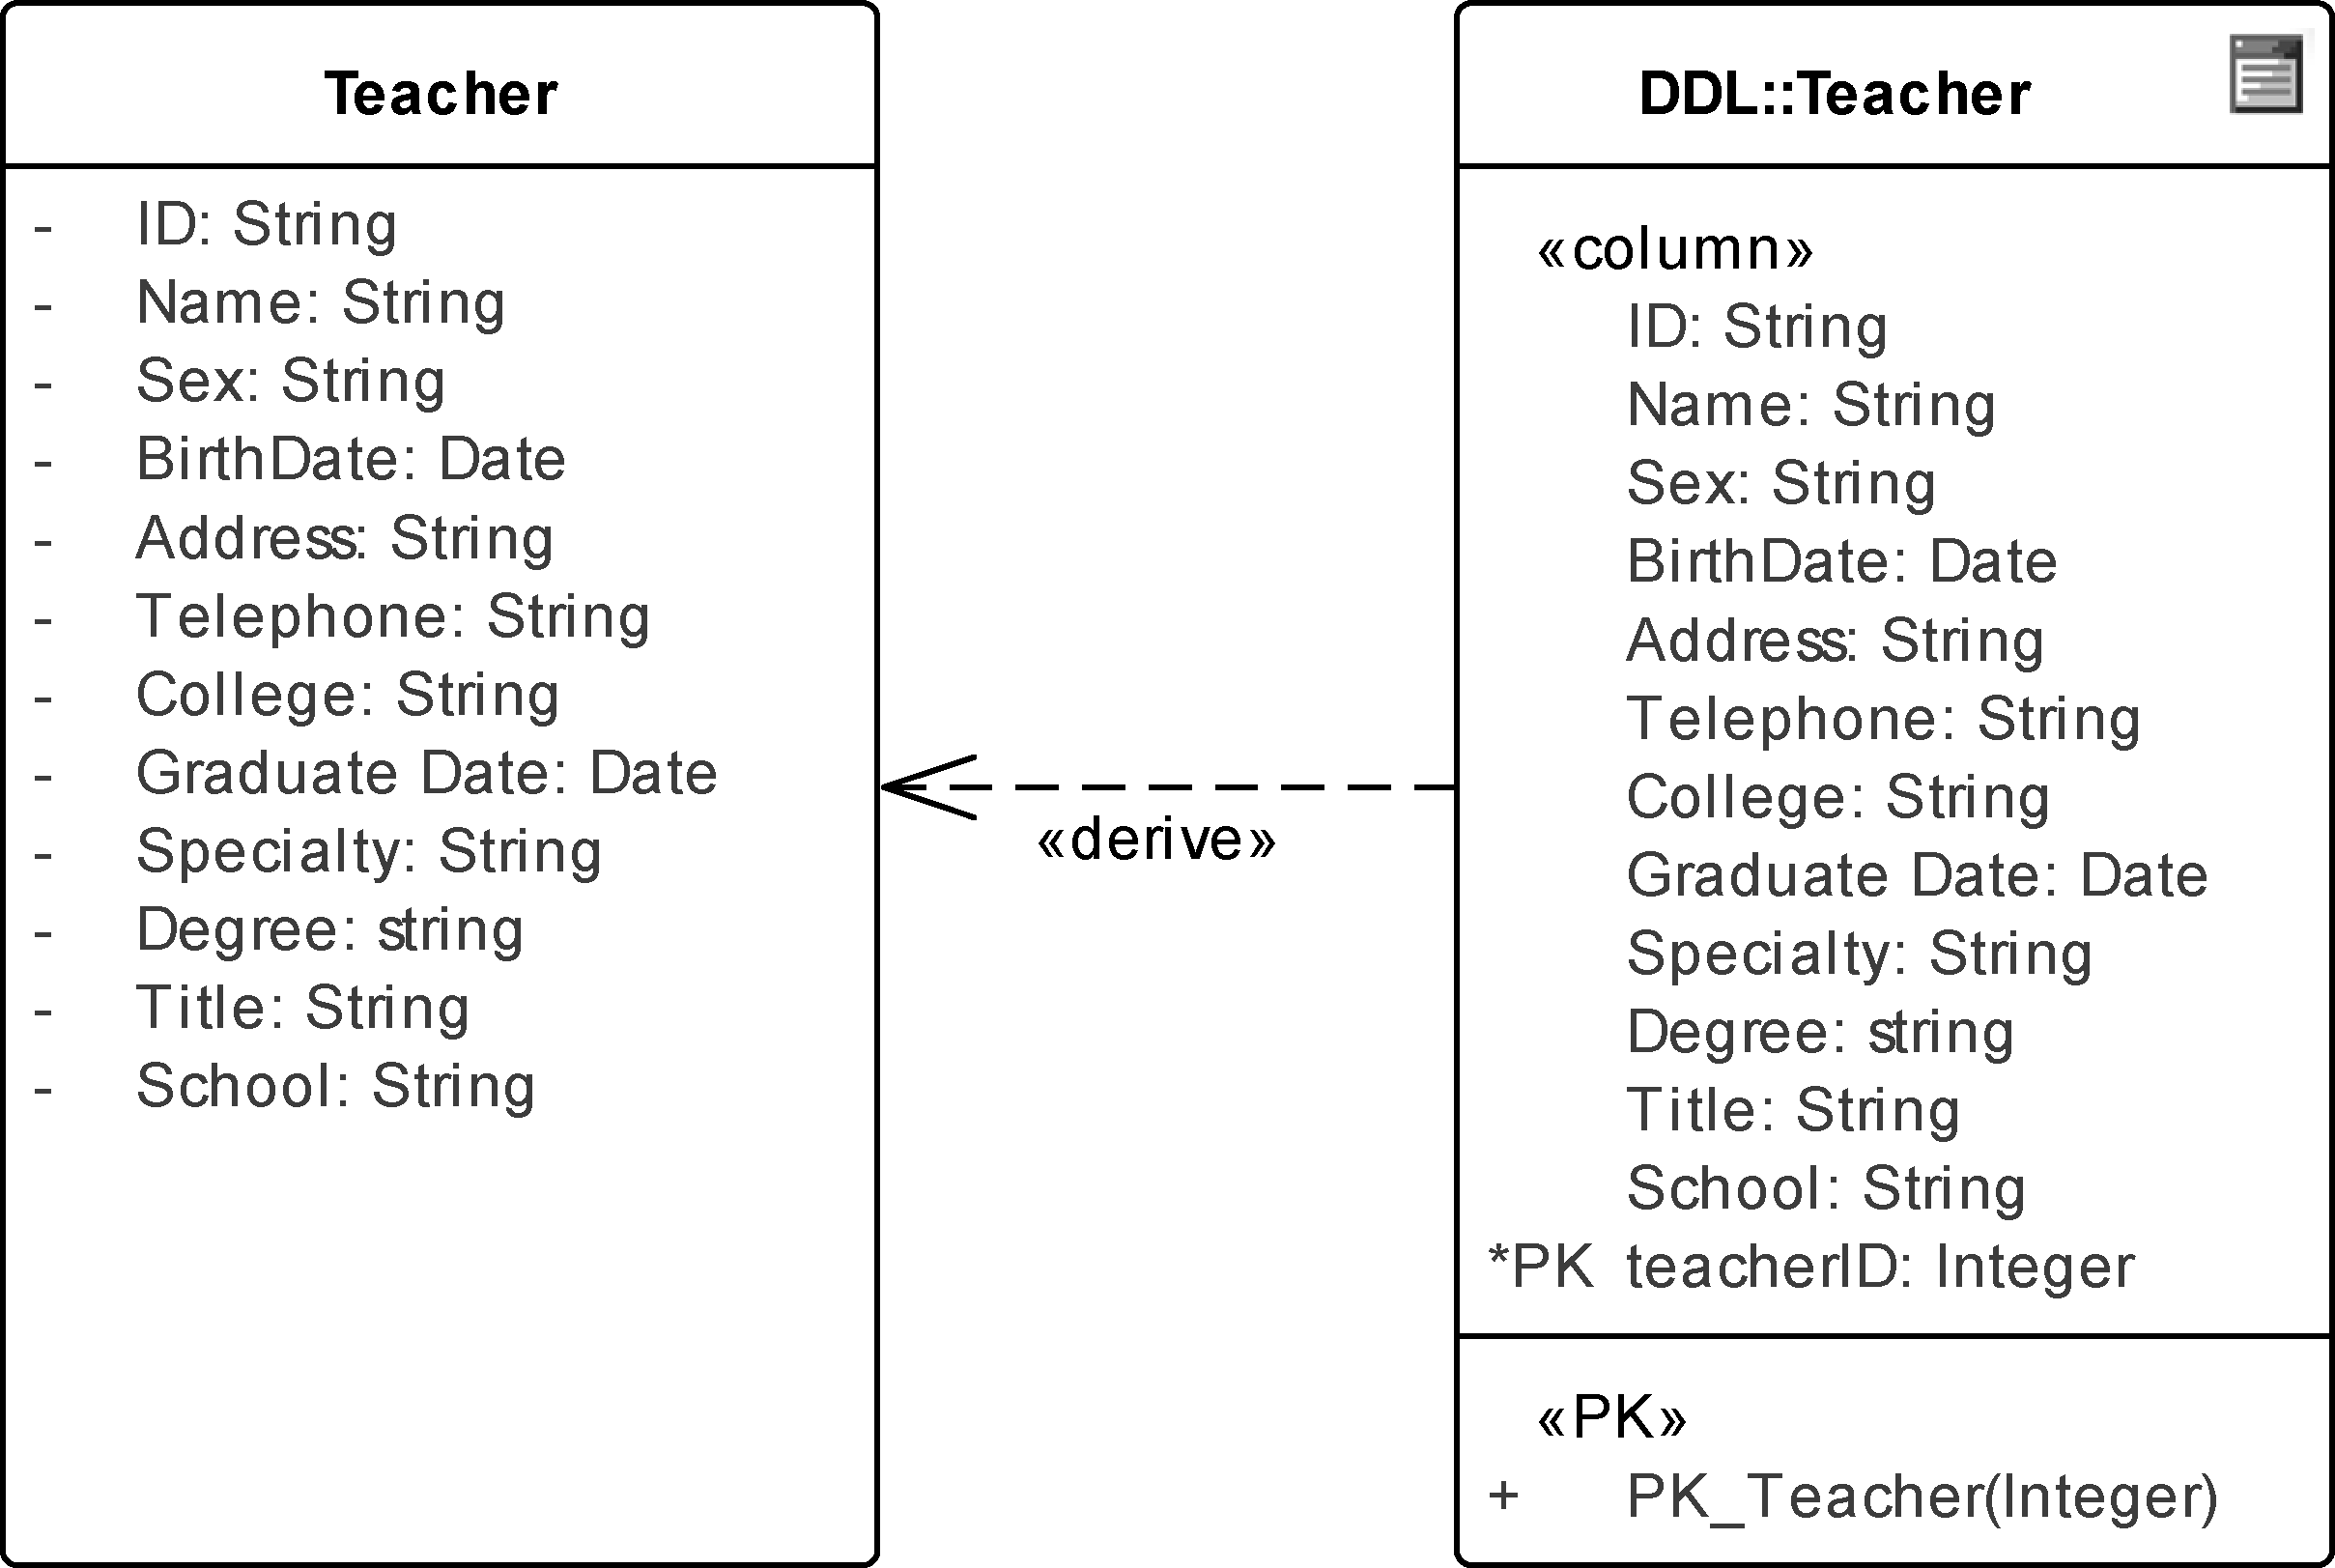 Teacher
- ID: String
- Name: String
- Sex: String
- BirthDate: Date
- Address: String
- Telephone: String
- College: String
- Graduate Date: Date
- Specialty: String
- Degree: string
- Title: String
- School: String
«derive»
DDL::Teacher
«column»
ID: String
Name: String
Sex: String
BirthDate: Date
Address: String
Telephone: String
College: String
Graduate Date: Date
Specialty: String
Degree: string
Title: String
School: String
*PK teacherID: Integer
«PK»
+ PK_Teacher(Integer)